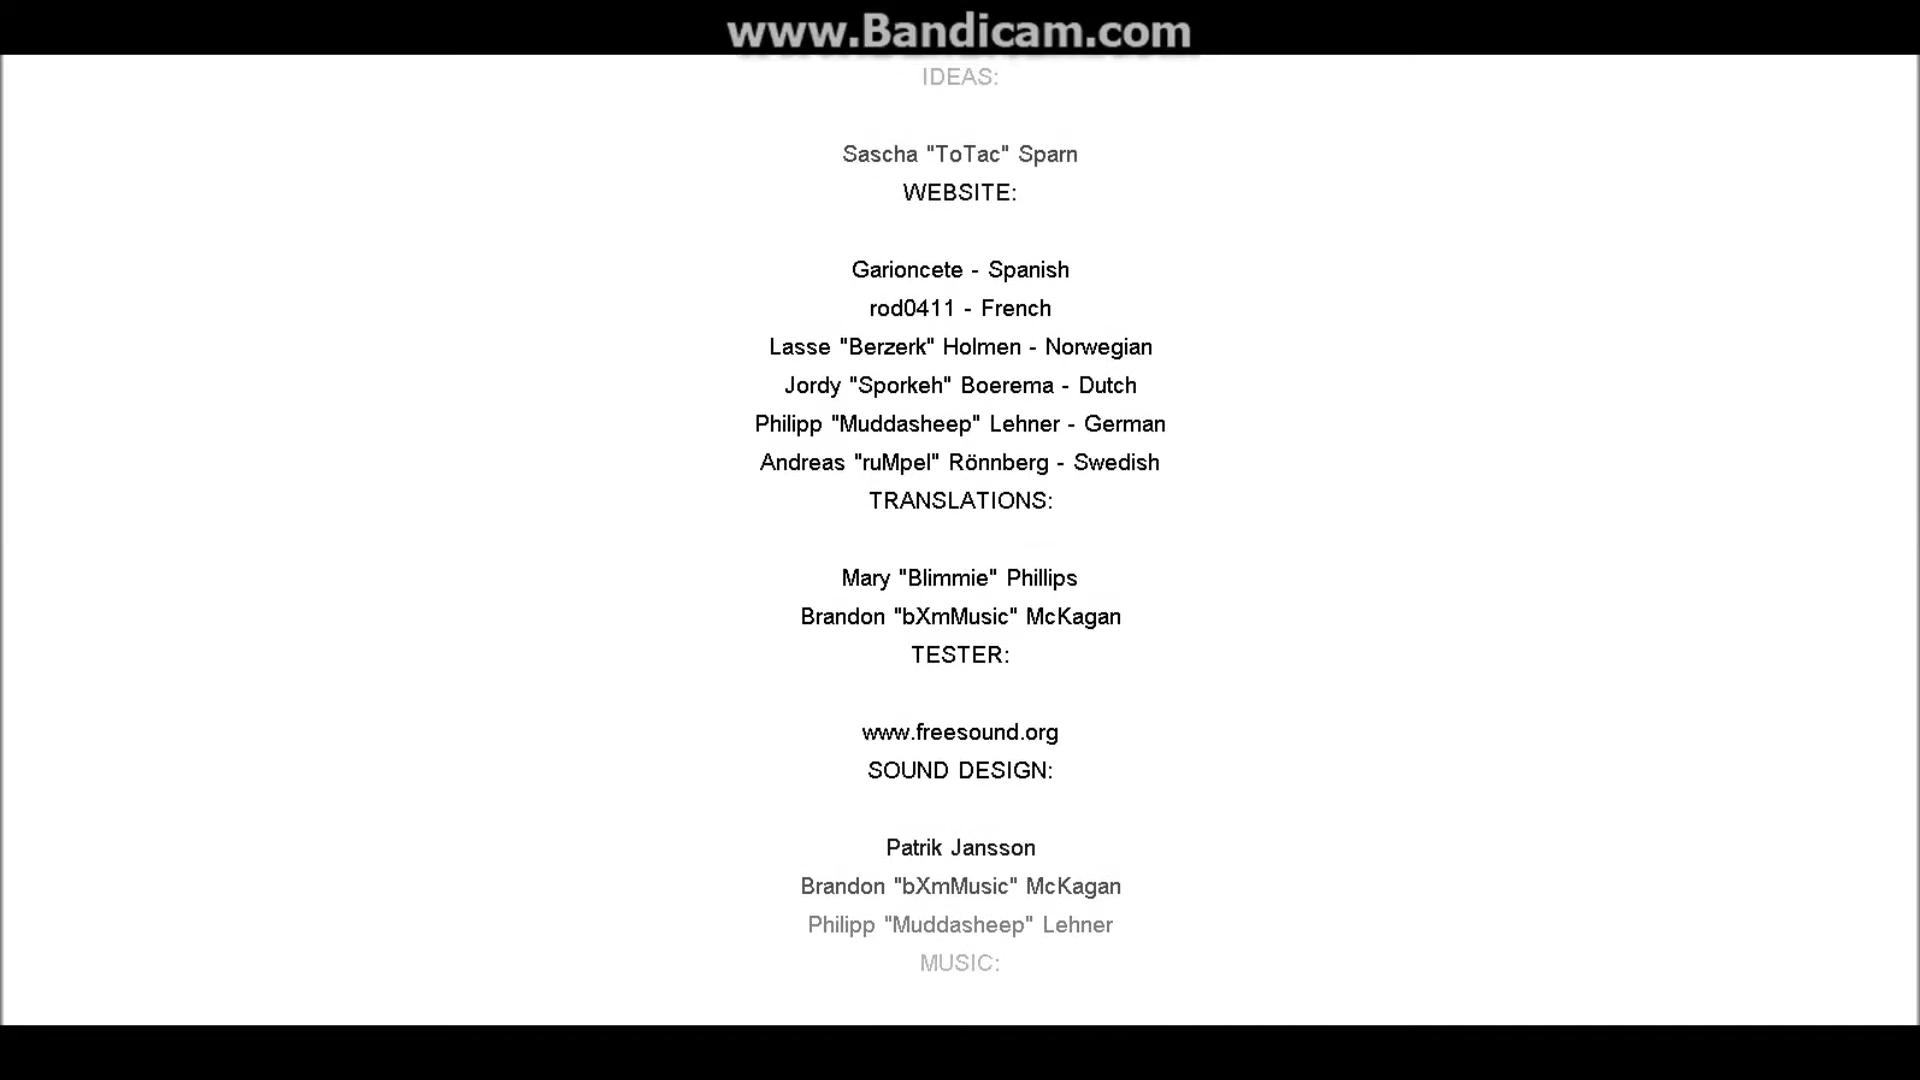 www.Bandicam.com
IDEAS:
Sascha "ToTac" Sparn
WEBSITE:
Garioncete - Spanish
rod0411 - French
Lasse "Berzerk" Holmen - Norwegian
Jordy "Sporkeh" Boerema - Dutch
Philipp "Muddasheep" Lehner - German
Andreas "ruMpel" Rönnberg - Swedish
TRANSLATIONS:
Mary "Blimmie" Phillips
Brandon "bXmMusic" McKagan
TESTER:
www.freesound.org
SOUND DESIGN:
Patrik Jansson
Brandon "bXmMusic" McKagan
Philipp "Muddasheep" Lehner
MUSIC: